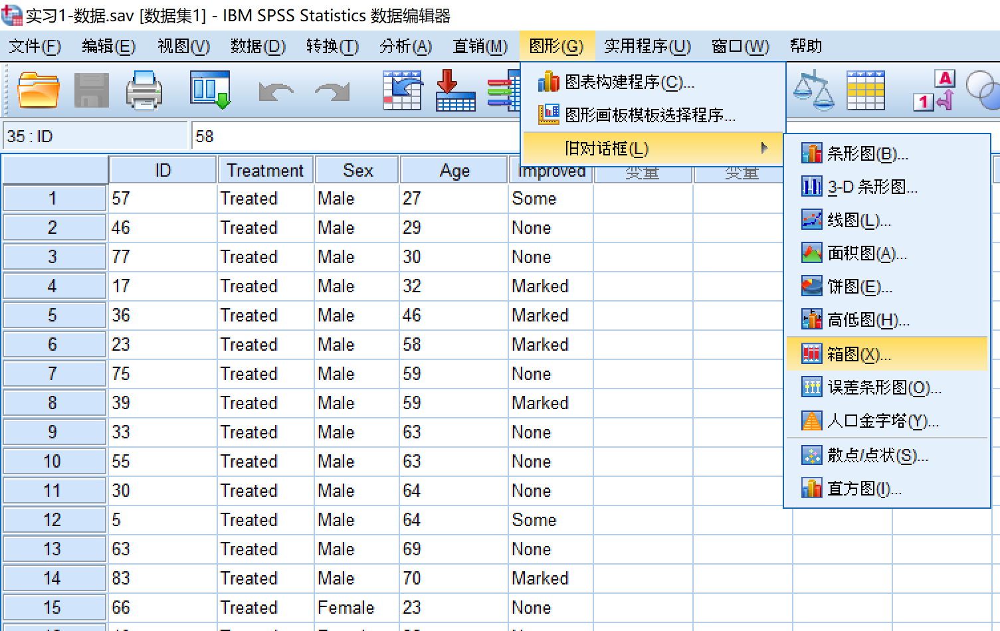 实习1-数据.sav [数据集1] - IBM SPSS Statistics 数据编辑器
文件(F) 编辑(E) 视图(V) 数据(D) 转换(T) 分析(A) 直销(M) 图形(G) 实用程序(U) 窗口(W) 帮助
图表构建程序(C)...
图形画板模板选择程序...
旧对话框(L)
A
1
35 : ID 58
条形图(B)...
3-D 条形图...
线图(L)...
面积图(A)...
饼图(E)...
高低图(H)...
箱图(X)...
误差条形图(O)...
人口金字塔(Y)...
散点/点状(S)...
直方图(I)...
ID Treatment Sex Age Improved 变量 变量
1 57 Treated Male 27 Some
2 46 Treated Male 29 None
3 77 Treated Male 30 None
4 17 Treated Male 32 Marked
5 36 Treated Male 46 Marked
6 23 Treated Male 58 Marked
7 75 Treated Male 59 None
8 39 Treated Male 59 Marked
9 33 Treated Male 63 None
10 55 Treated Male 63 None
11 30 Treated Male 64 None
12 5 Treated Male 64 Some
13 63 Treated Male 69 None
14 83 Treated Male 70 Marked
15 66 Treated Female 23 None